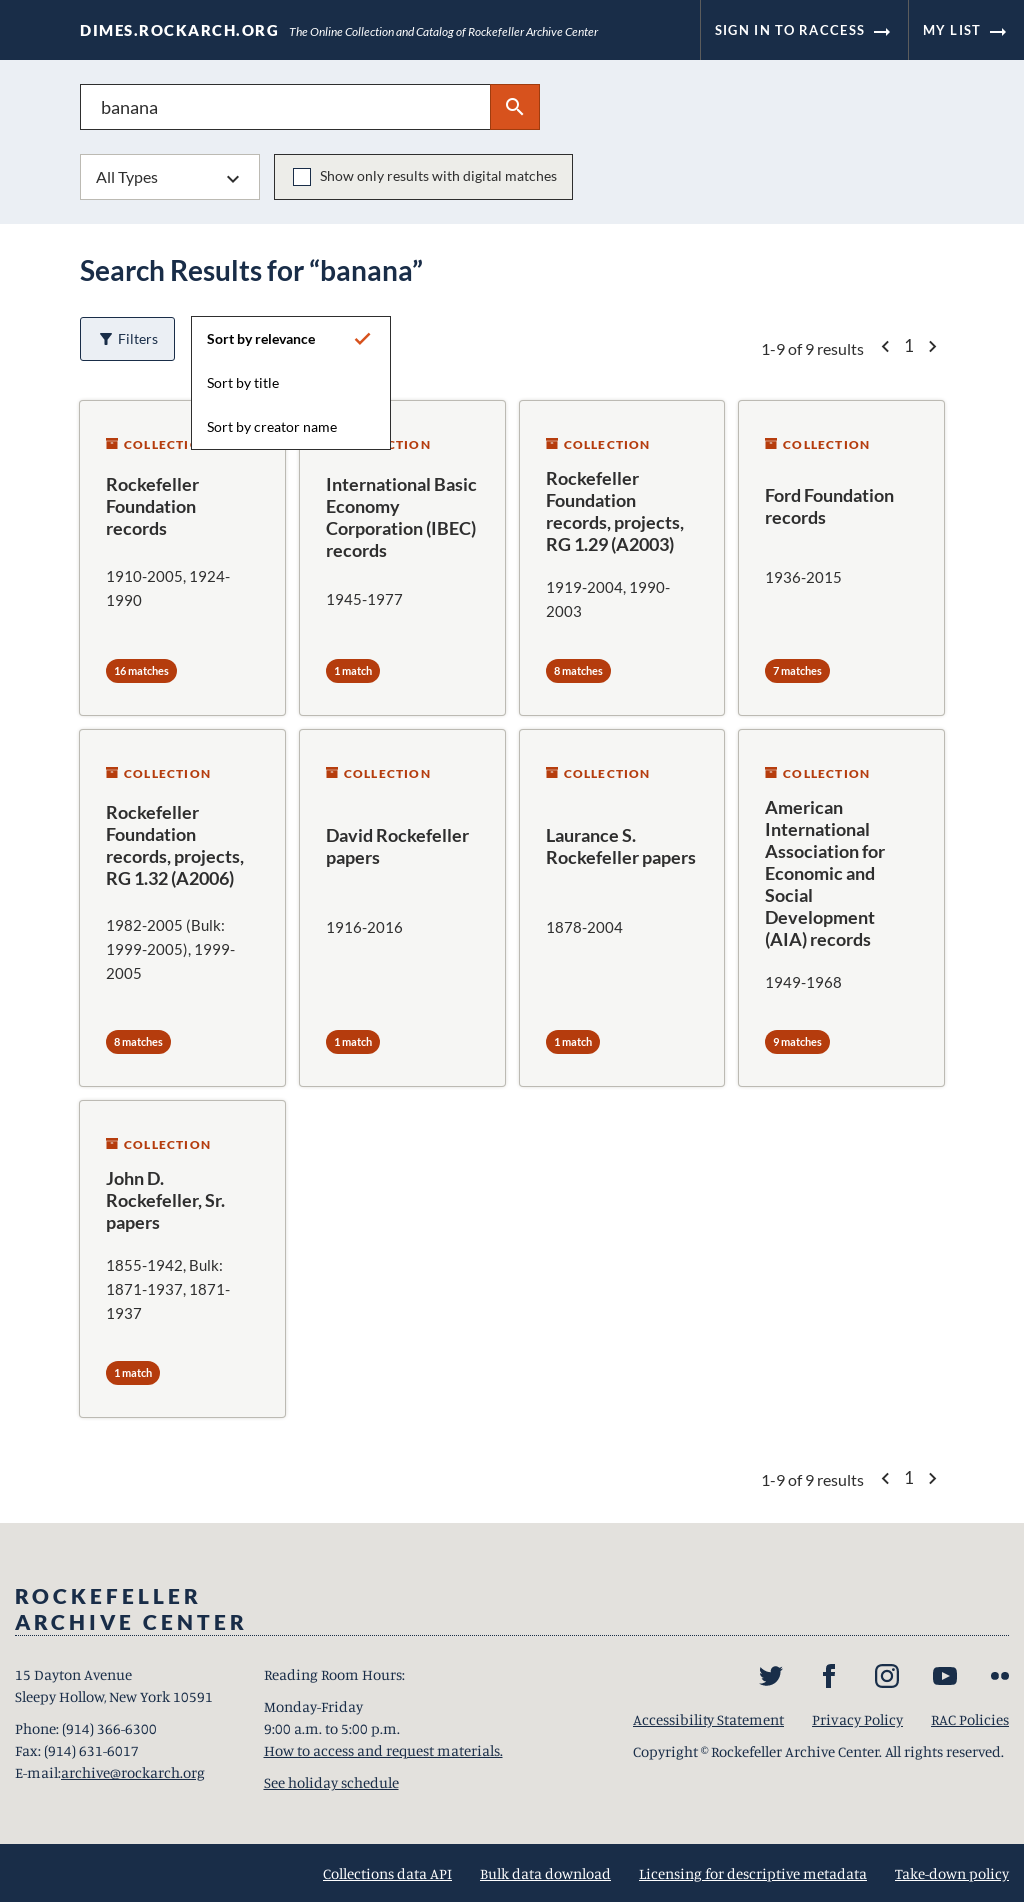 DIMES.ROCKARCH.ORG The Online Collection and Catalog of Rockefeller Archive Center SIGN IN TO RACCESS MY LIST
banana
All Types Show only results with digital matches
Search Results for “banana”
Filters Sort by relevance
Sort by title
Sort by creator name
1-9 of 9 results 1
COLLECTION
Rockefeller
Foundation
records
1910-2005, 1924-
1990
16 matches
International Basic
Economy
Corporation (IBEC)
records
1945-1977
1 match
COLLECTION
Rockefeller
Foundation
records, projects,
RG 1.29 (A2003)
1919-2004, 1990-
2003
8 matches
COLLECTION
Ford Foundation
records
1936-2015
7 matches
COLLECTION
Rockefeller
Foundation
records, projects,
RG 1.32 (A2006)
1982-2005 (Bulk:
1999-2005), 1999-
2005
8 matches
COLLECTION
David Rockefeller
papers
1916-2016
1 match
COLLECTION
Laurance S.
Rockefeller papers
1878-2004
1 match
COLLECTION
American
International
Association for
Economic and
Social
Development
(AIA) records
1949-1968
9 matches
COLLECTION
John D.
Rockefeller, Sr.
papers
1855-1942, Bulk:
1871-1937, 1871-
1937
1 match
1-9 of 9 results 1
ROCKEFELLER
ARCHIVE CENTER
15 Dayton Avenue
Sleepy Hollow, New York 10591
Phone: (914) 366-6300
Fax: (914) 631-6017
E-mail:archive@rockarch.org
Reading Room Hours:
Monday-Friday
9:00 a.m. to 5:00 p.m.
How to access and request materials.
See holiday schedule
Accessibility Statement Privacy Policy RAC Policies
Copyright © Rockefeller Archive Center. All rights reserved.
Collections data API Bulk data download Licensing for descriptive metadata Take-down policy